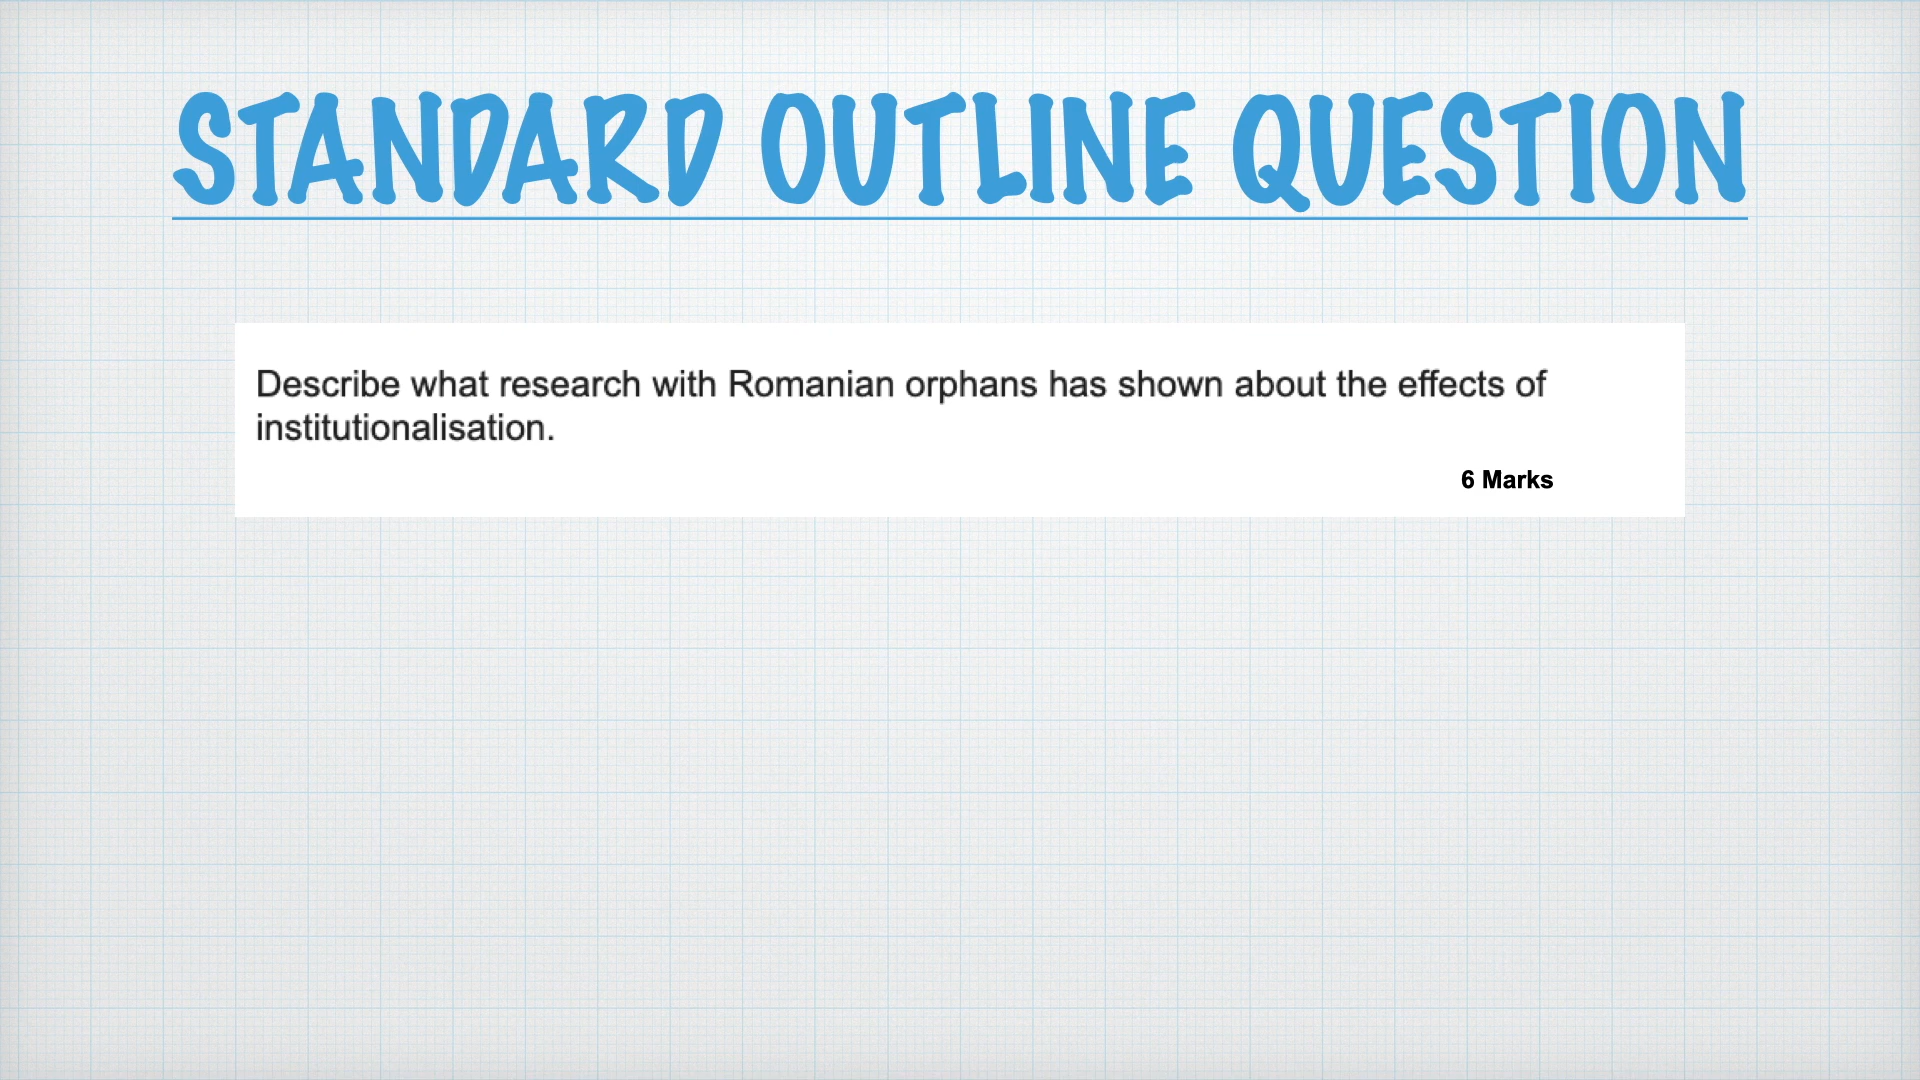 STANDARD OUTLINE QUESTION
Describe what research with Romanian orphans has shown about the effects of
institutionalisation.
6 Marks